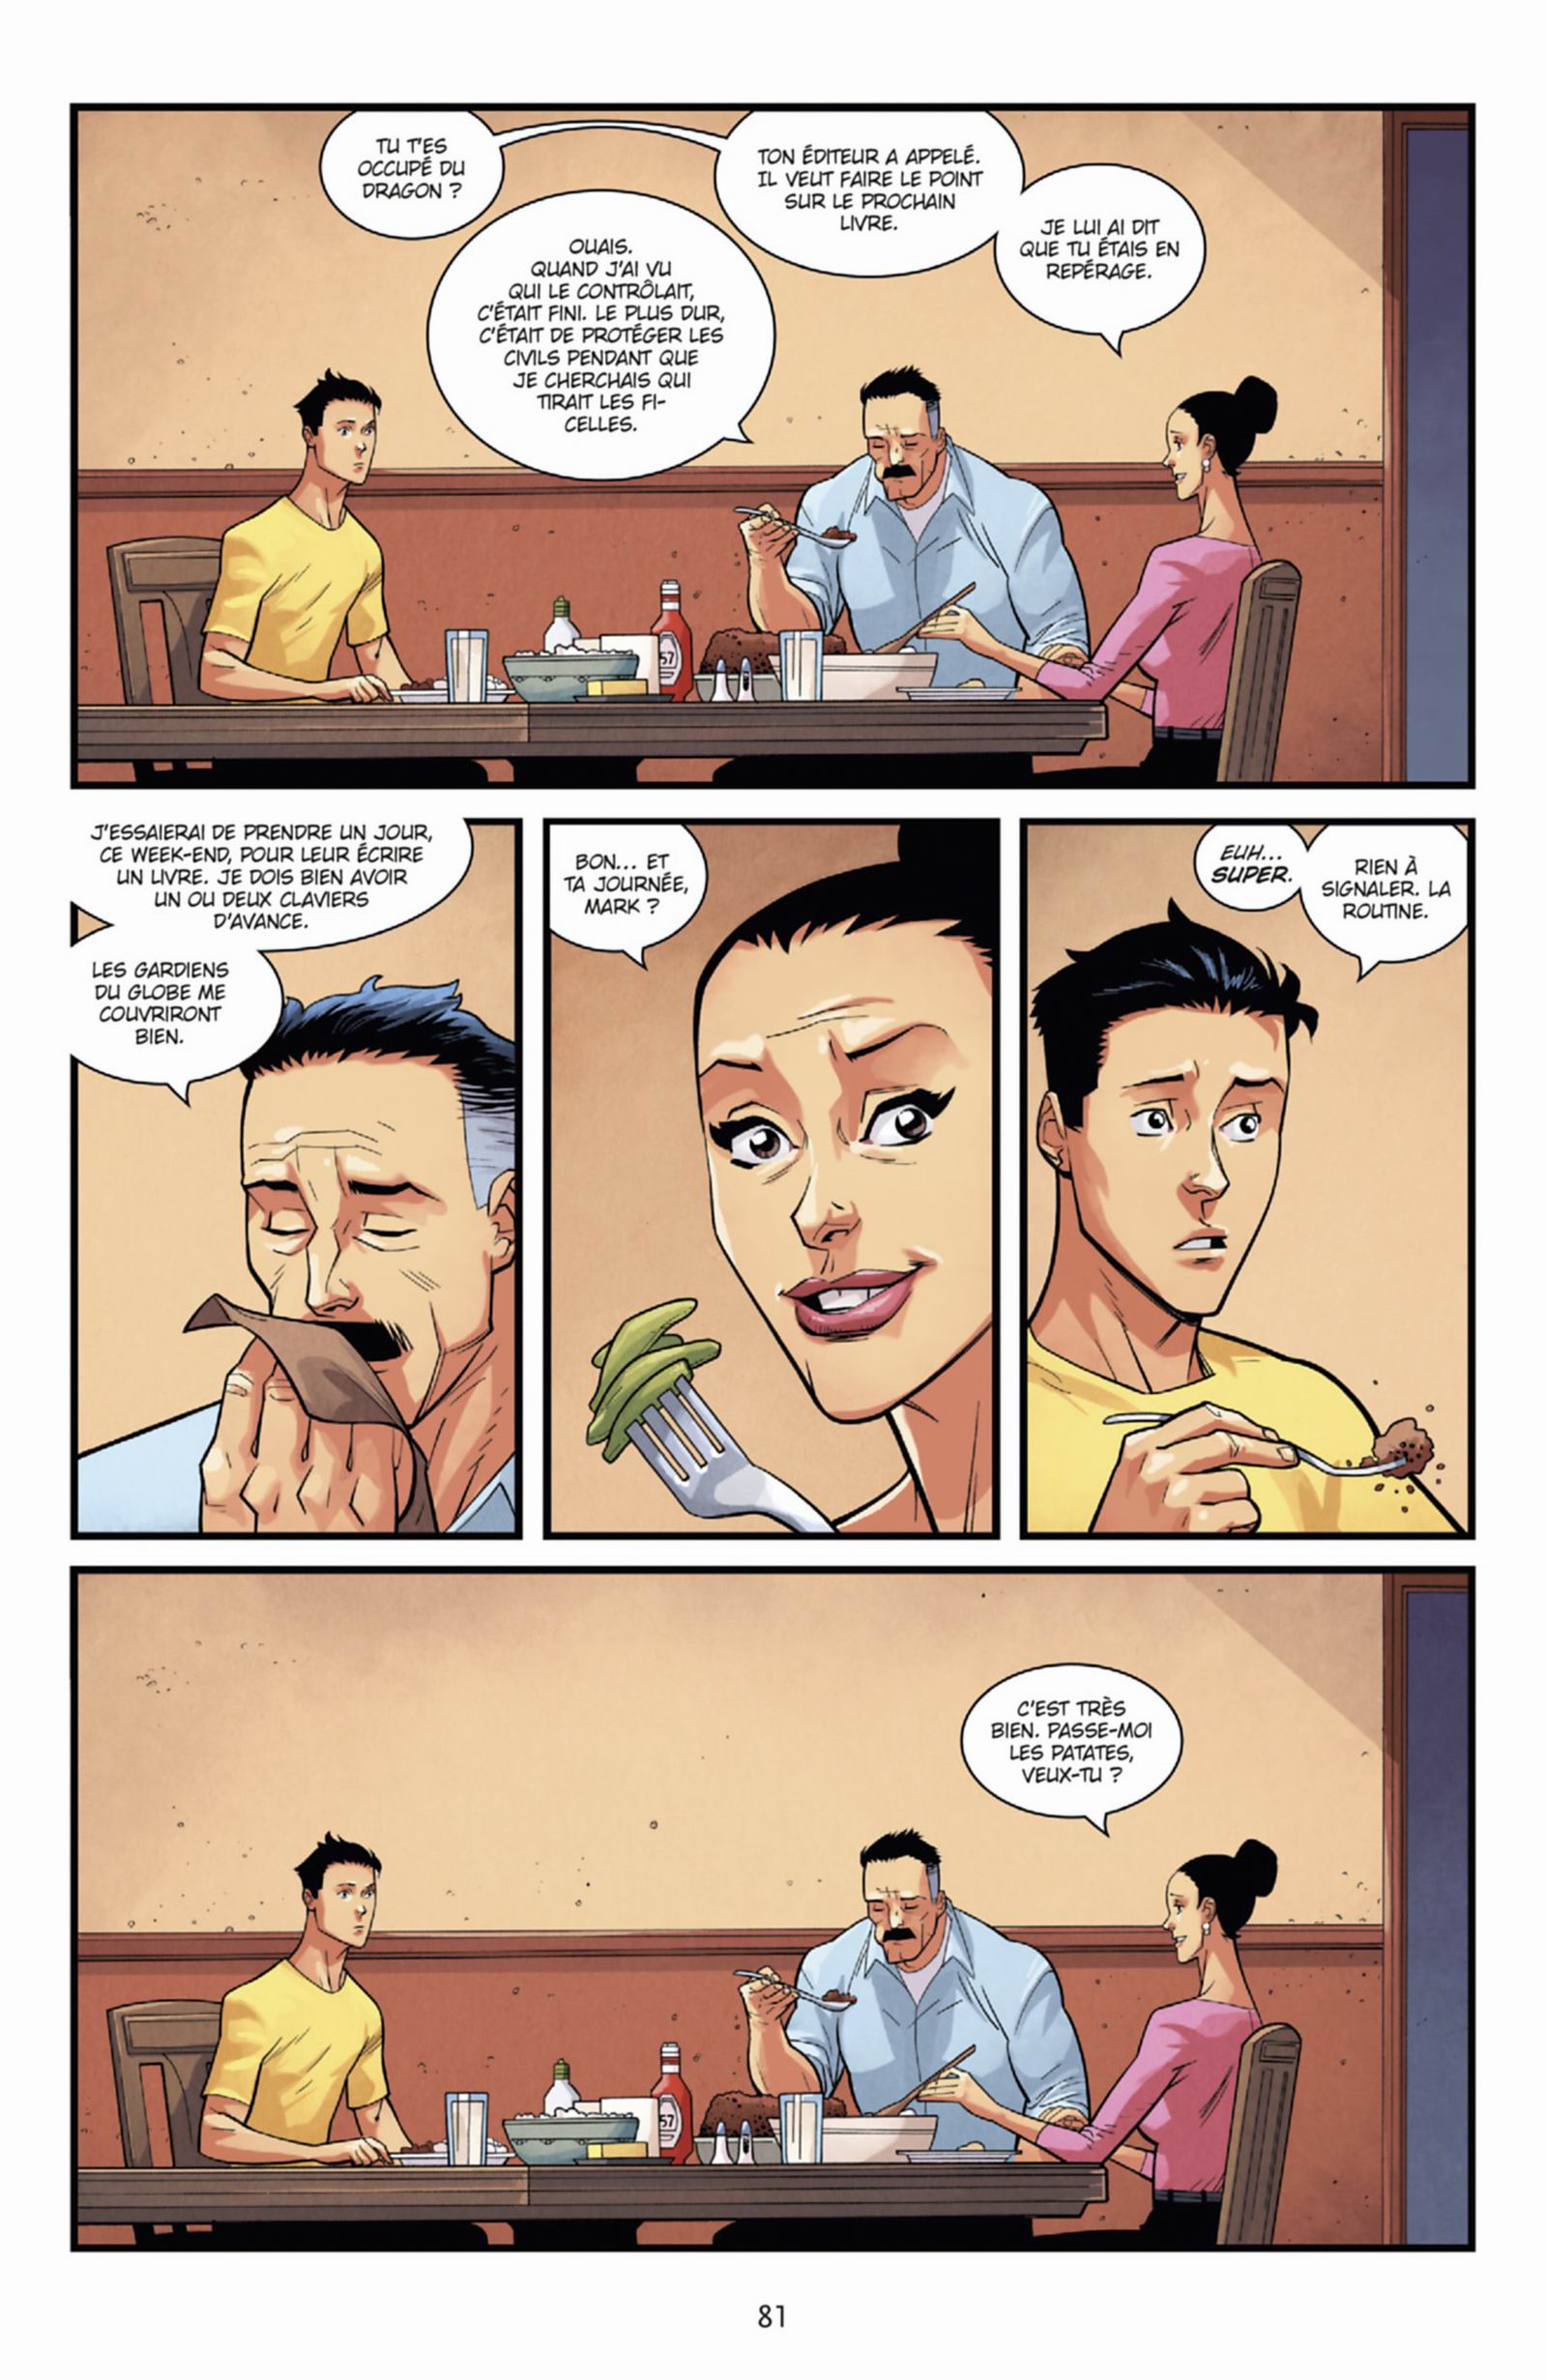 TU T'ES
OCCUPÉ DU
DRAGON ?
OUAIS.
QUAND J'AI VU
QUI LE CONTRÔLAIT,
C'ÉTAIT FINI. LE PLUS DUR,
C'ÉTAIT DE PROTÉGER LES
CIVILS PENDANT QUE
JE CHERCHAIS QUI
TIRAIT LES FI-
CELLES.
TON ÉDITEUR A APPELÉ.
IL VEUT FAIRE LE POINT
SUR LE PROCHAIN
LIVRE.
JE LUI AI DIT
QUE TU ÉTAIS EN
REPÉRAGE.
57
J'ESSAIERAI DE PRENDRE UN JOUR,
CE WEEK-END, POUR LEUR ÉCRIRE
UN LIVRE. JE DOIS BIEN AVOIR
UN OU DEUX CLAVIERS
D'AVANCE.
LES GARDIENS
DU GLOBE ME
COUVRIRONT
BIEN.
BON... ET
TA JOURNÉE,
MARK ?
EUH...
SUPER.
RIEN À
SIGNALER. LA
ROUTINE.
C'EST TRÈS
BIEN. PASSE-MOI
LES PATATES,
VEUX-TU ?
57
81